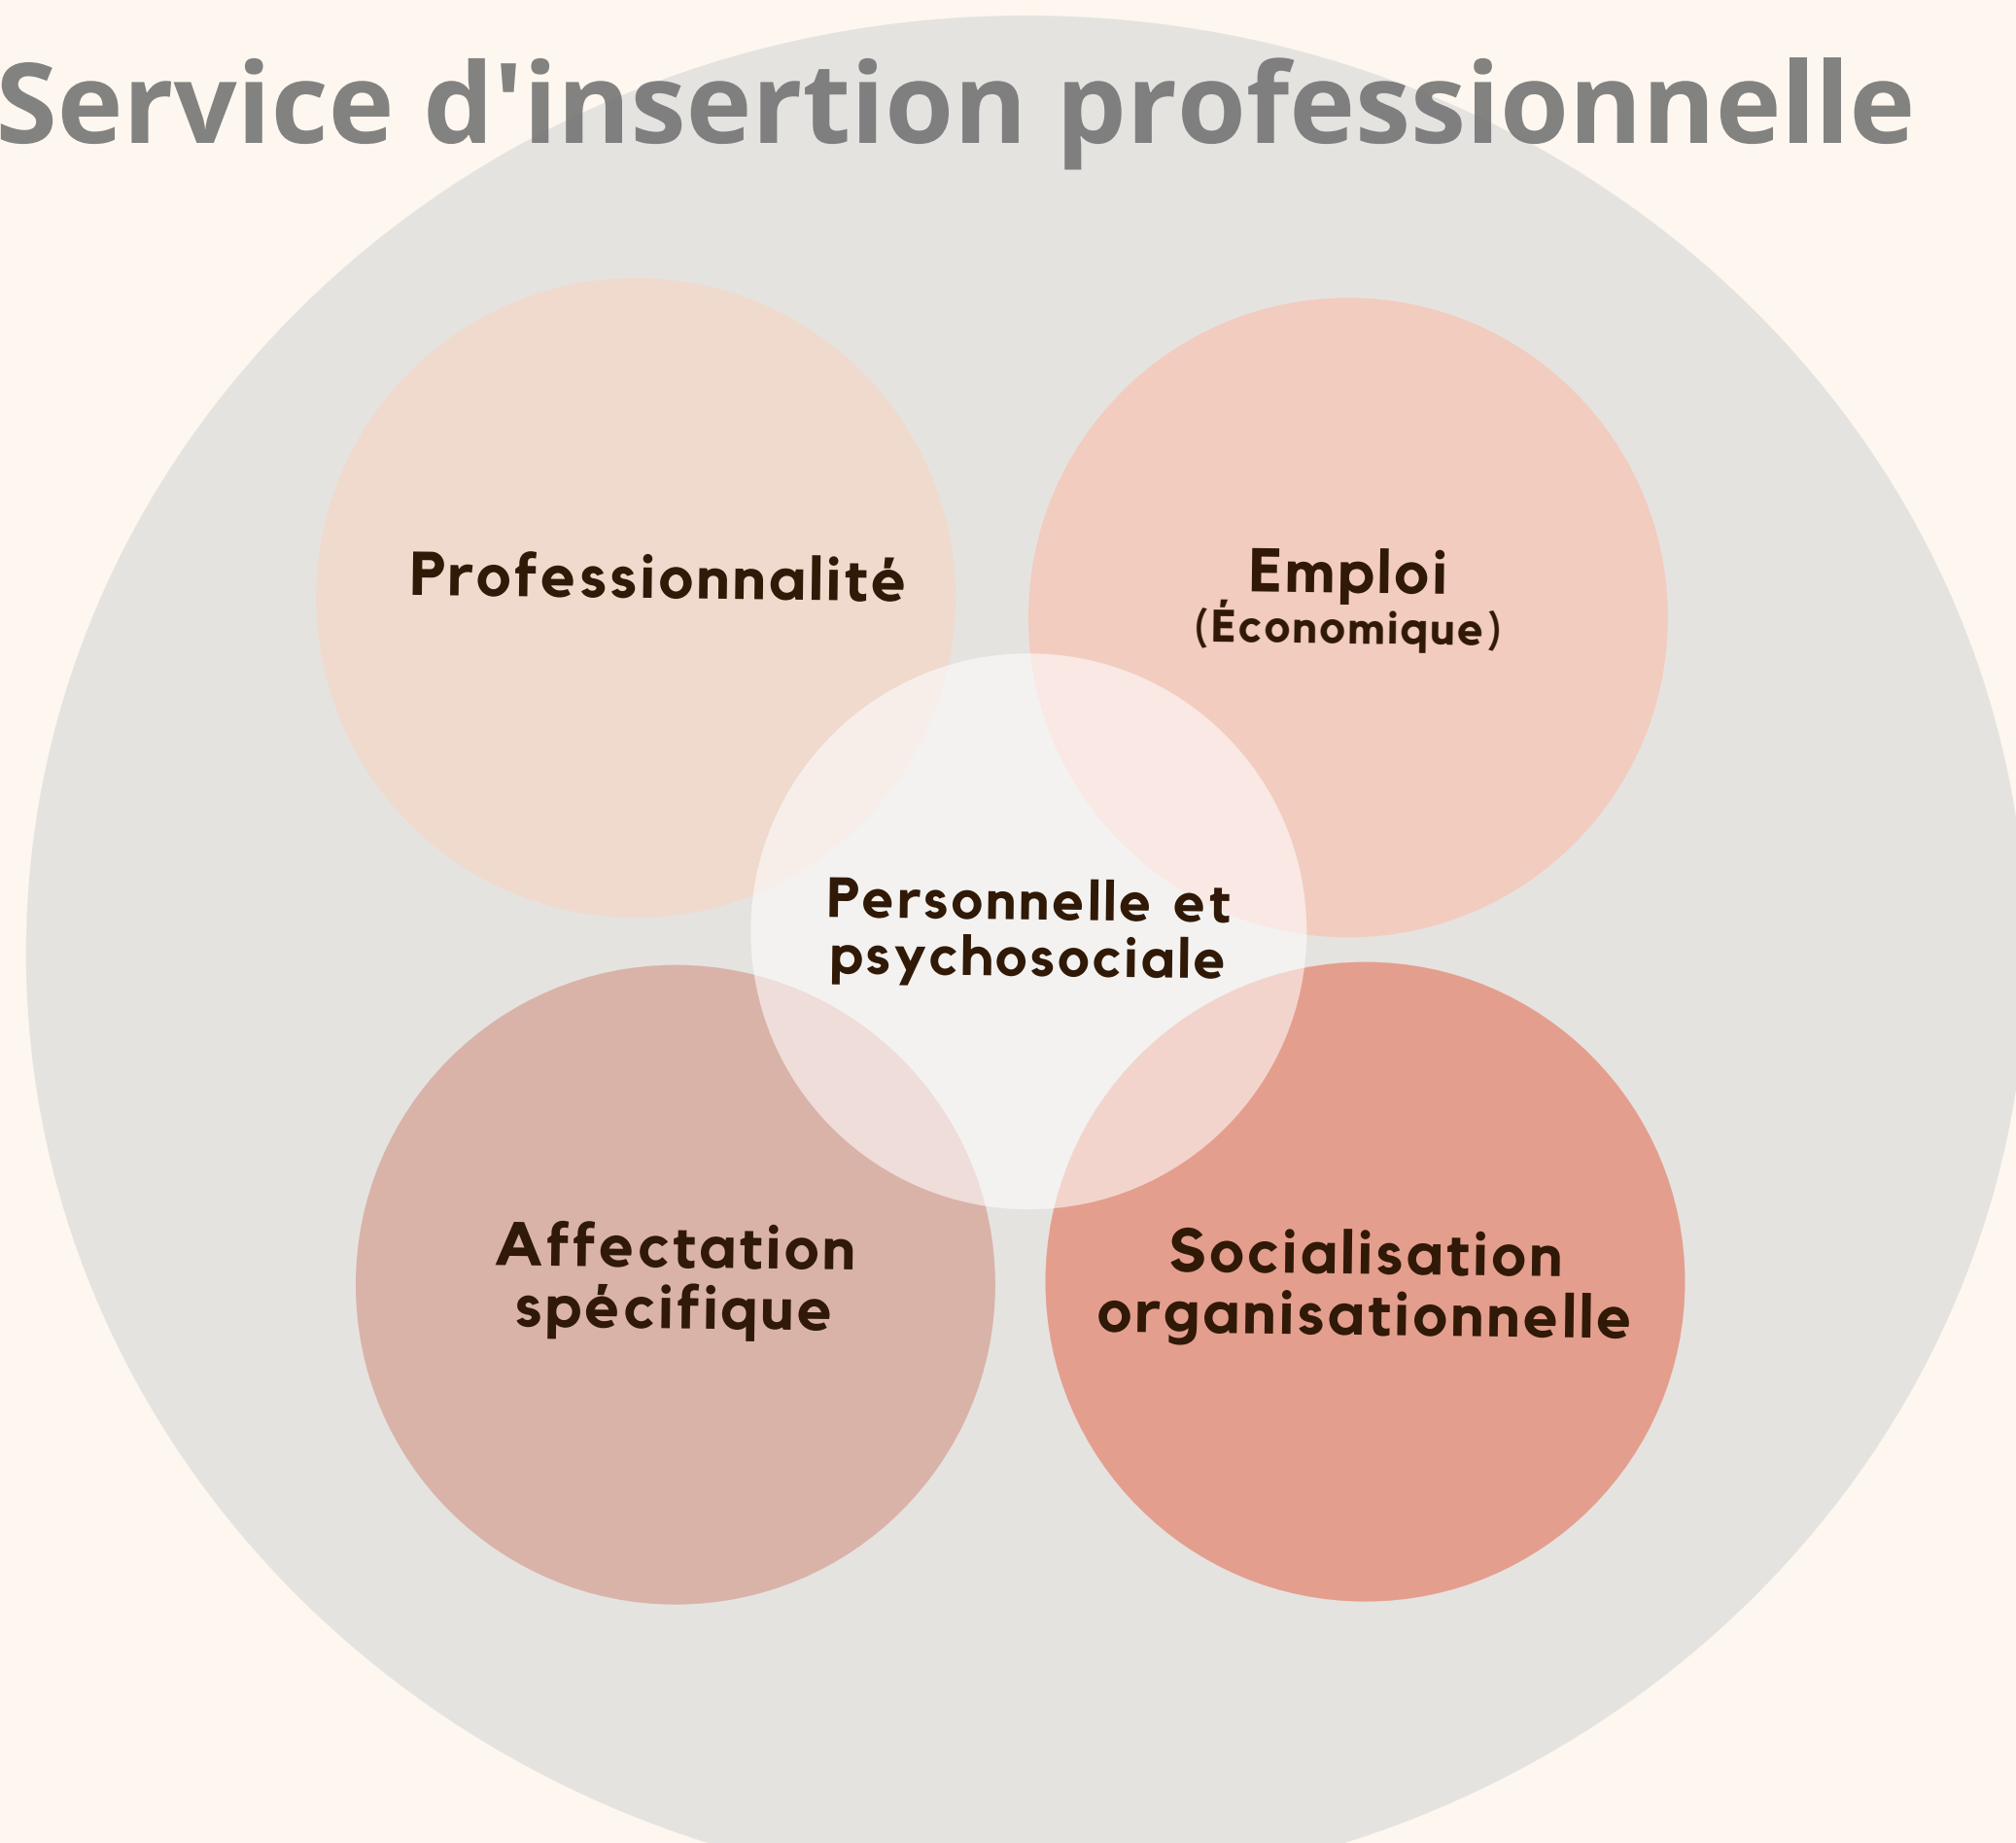 Service d'insertion professionnelle
Professionnalité
Emploi
(Économique)
Personnelle et
psychosociale
Affectation
spécifique
Socialisation
organisationnelle